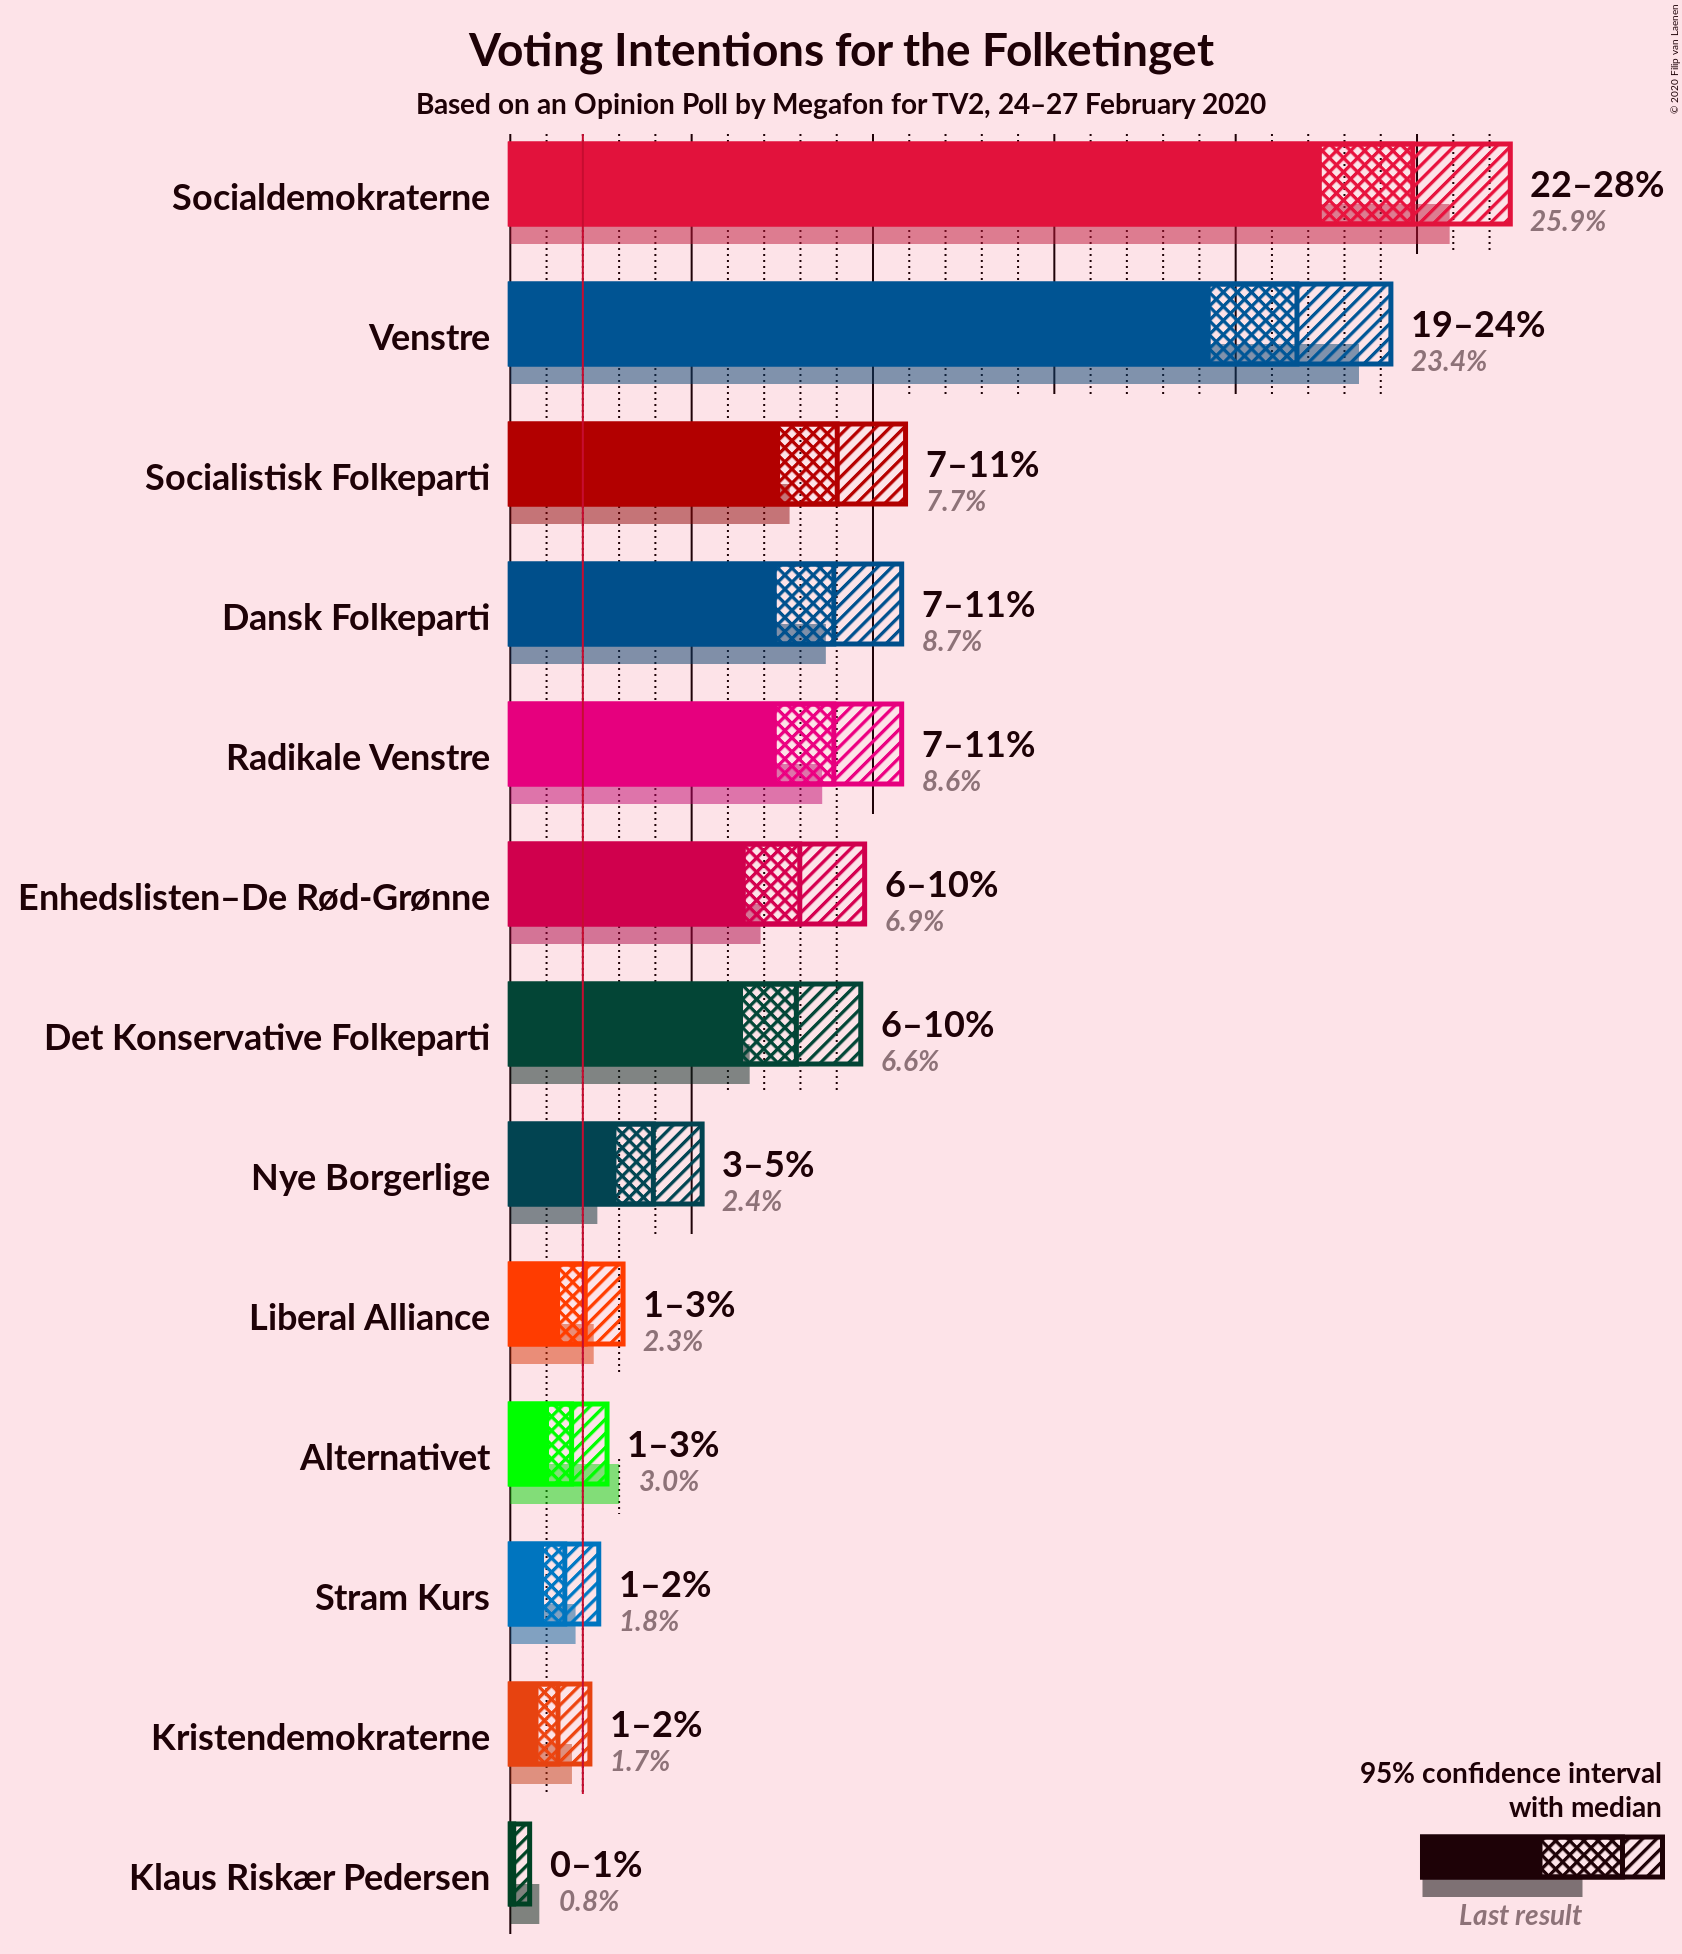 Voting Intentions for the Folketinget
Based on an Opinion Poll by Megafon for TV2, 24–27 February 2020
© 2020 Filip van Laenen
Socialdemokraterne
22–28%
25.9%
Venstre
19–24%
23.4%
Socialistisk Folkeparti
7–11%
7.7%
Dansk Folkeparti
7–11%
8.7%
Radikale Venstre
7–11%
8.6%
Enhedslisten–De Rød-Grønne
6–10%
6.9%
Det Konservative Folkeparti
6–10%
6.6%
Nye Borgerlige
3–5%
2.4%
Liberal Alliance
1–3%
2.3%
Alternativet
1–3%
3.0%
Stram Kurs
1–2%
1.8%
Kristendemokraterne
1–2%
1.7%
Klaus Riskær Pedersen
0–1%
0.8%
95% confidence interval
with median
Last result